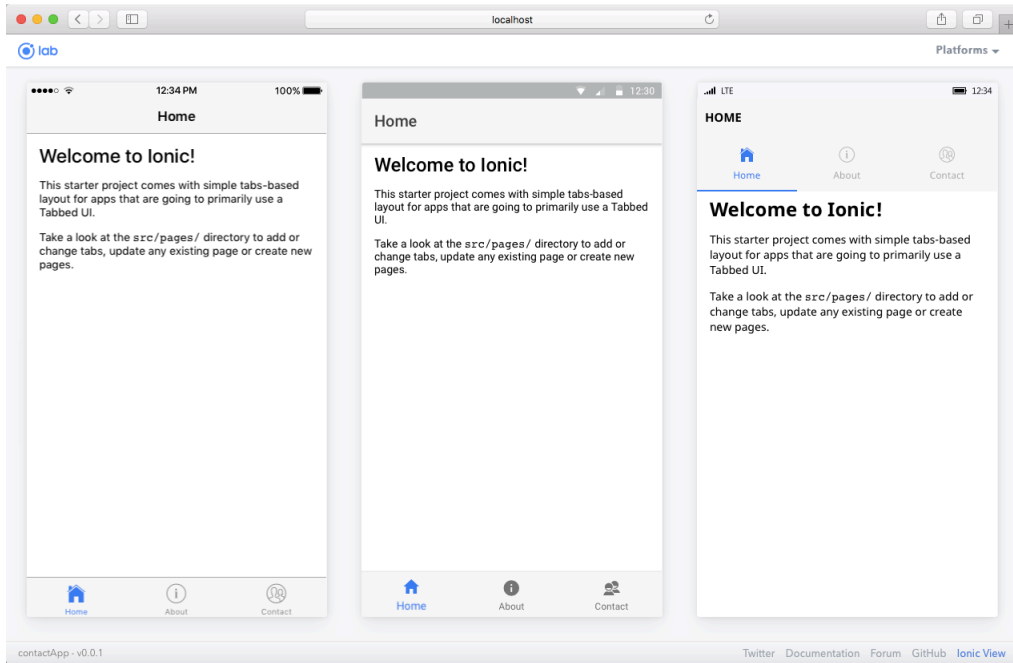 localhost
lab
Platforms
12:34 PM
100%
Home
Welcome to Ionic!
This starter project comes with simple tabs-based
layout for apps that are going to primarily use a
Tabbed UI.
Take a look at the src/pages/ directory to add or
change tabs, update any existing page or create new
pages.
Home
About
Contact
12:30
Home
Welcome to Ionic!
This starter project comes with simple tabs-based
layout for apps that are going to primarily use a Tabbed
UI.
Take a look at the src/pages/ directory to add or
change tabs, update any existing page or create new
pages.
Home
About
Contact
LTE
12:34
HOME
Home
About
Contact
Welcome to Ionic!
This starter project comes with simple tabs-based
layout for apps that are going to primarily use a
Tabbed UI.
Take a look at the src/pages/ directory to add or
change tabs, update any existing page or create
new pages.
contactApp - v0.0.1
Twitter Documentation Forum GitHub Ionic View